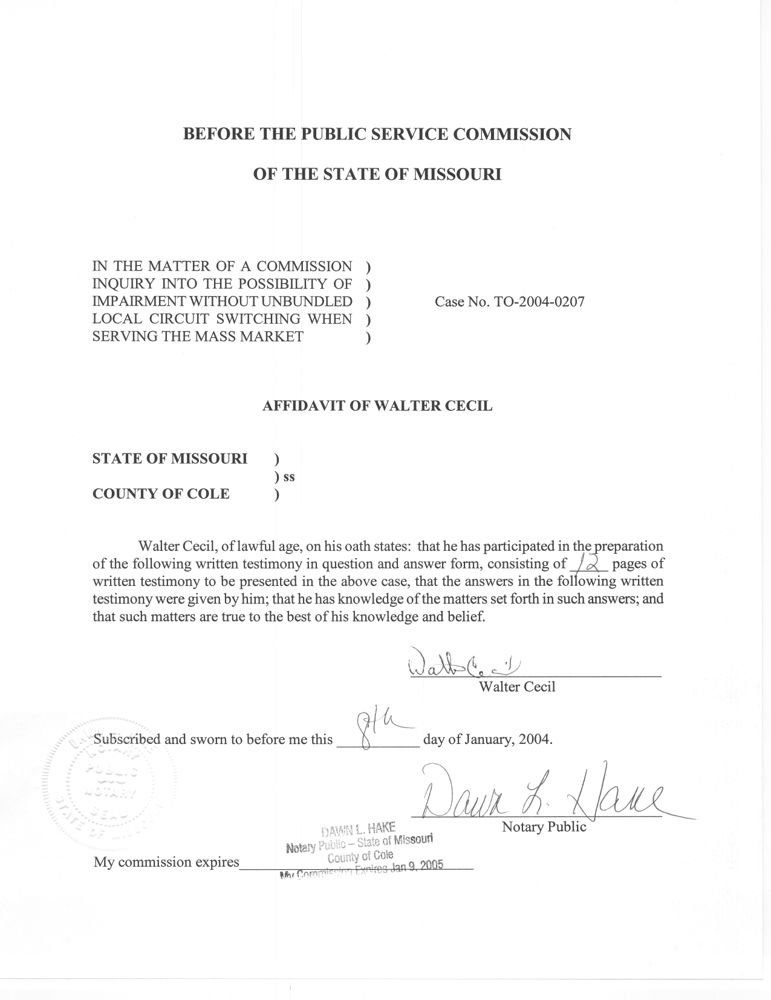 BEFORE THE PUBLIC SERVICE COMMISSION
OF THE STATE OF MISSOURI
IN THE MATTER OF A COMMISSION )
INQUIRY INTO THE POSSIBILITY OF )
IMPAIRMENT WITHOUT UNBUNDLED ) Case No. TO-2004-0207
LOCAL CIRCUIT SWITCHING WHEN )
SERVING THE MASS MARKET )
AFFIDAVIT OF WALTER CECIL
STATE OF MISSOURI )
) ss
COUNTY OF COLE )
Walter Cecil, of lawful age, on his oath states: that he has participated in the preparation
of the following written testimony in question and answer form, consisting of 12 pages of
written testimony to be presented in the above case, that the answers in the following written
testimony were given by him; that he has knowledge of the matters set forth in such answers; and
that such matters are true to the best of his knowledge and belief.
Walter Cecil
Walter Cecil
Subscribed and sworn to before me this 8th day of January, 2004.
NOTARY
PUBLIC
NOTARY
SEAL
STATE OF
Dawn L. Hake
Notary Public
DAWN L. HAKE
Notary Public – State of Missouri
County of Cole
My commission expires
My Commission Expires Jan 9, 2005